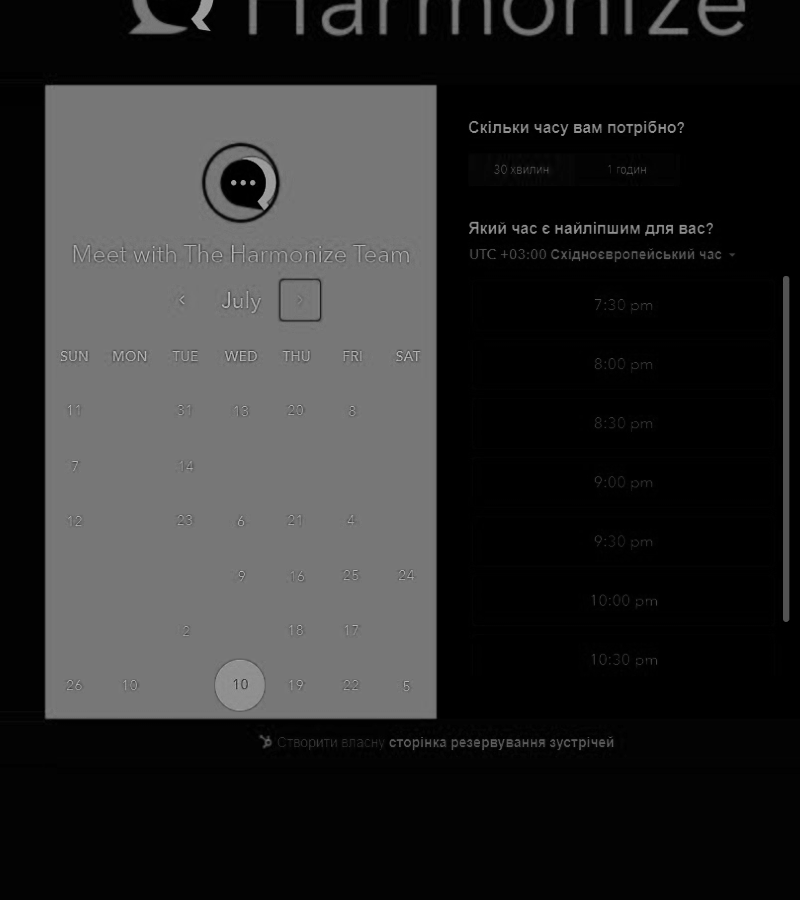 Harmonize
Meet with The Harmonize Team
July
SUN MON TUE WED THU FRI SAT
11 31 13 20 8
7 14
12 23 6 21 4
9 16 25 24
2 18 17
26 10 10 19 22 5
Скільки часу вам потрібно?
30 хвилин 1 годин
Який час є найліпшим для вас?
UTC +03:00 Східноєвропейський час
7:30 pm
8:00 pm
8:30 pm
9:00 pm
9:30 pm
10:00 pm
10:30 pm
Створити власну сторінка резервування зустрічей